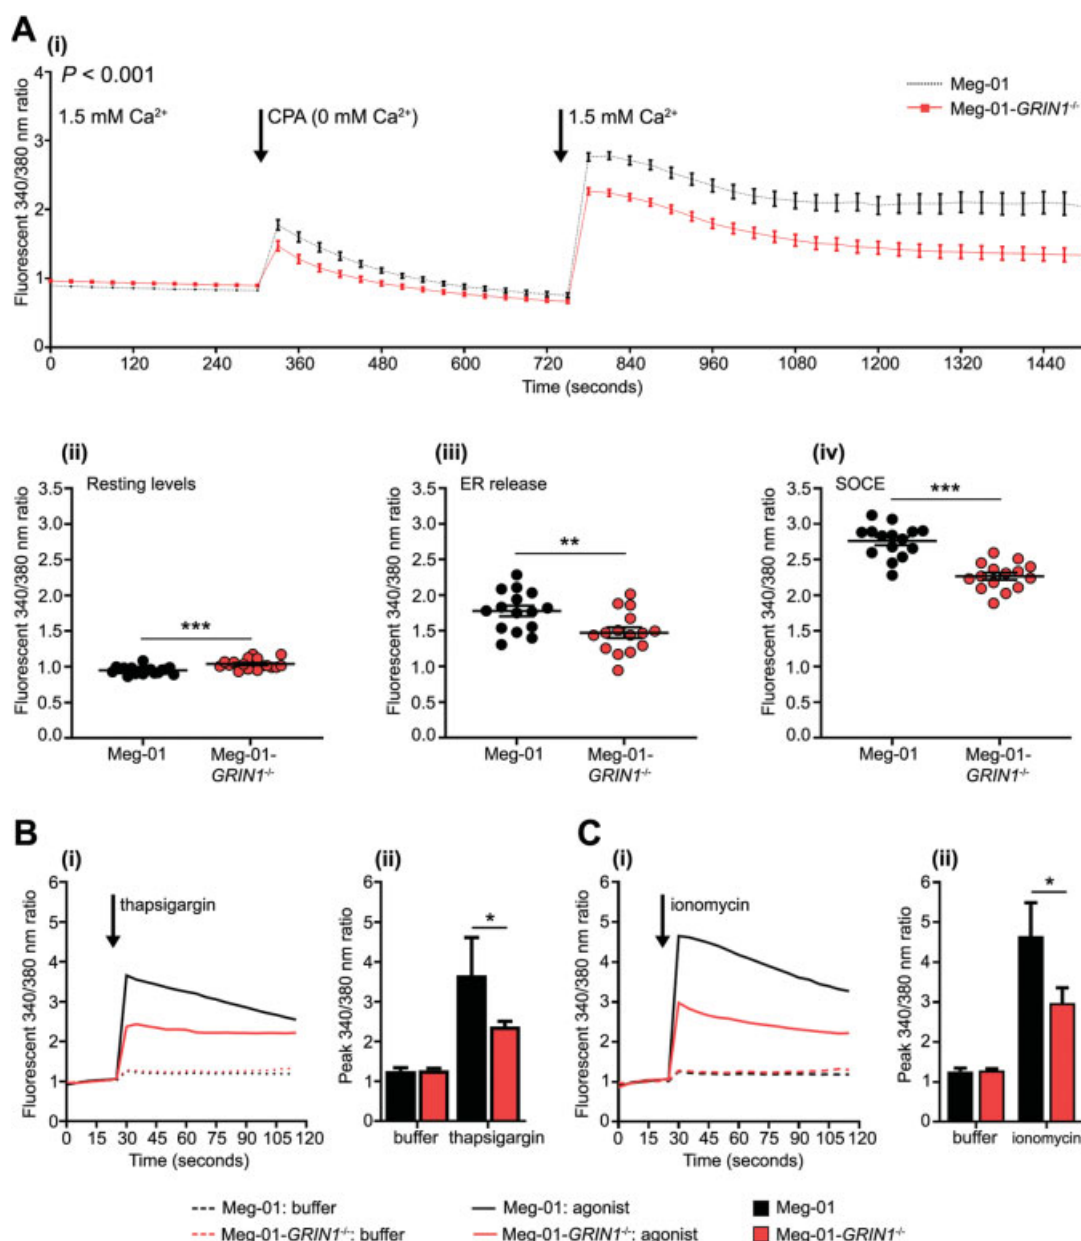 A
(i)
P < 0.001
Meg-01
Meg-01-GRIN1-/-
1.5 mM Ca2+
CPA (0 mM Ca2+)
1.5 mM Ca2+
Fluorescent 340/380 nm ratio
4
3
2
1
0
0 120 240 360 480 600 720 840 960 1080 1200 1320 1440
Time (seconds)
(ii)
Resting levels
***
Fluorescent 340/380 nm ratio
3.5
3.0
2.5
2.0
1.5
1.0
0.5
0.0
Meg-01
Meg-01-
GRIN1-/-
(iii)
ER release
**
Fluorescent 340/380 nm ratio
3.5
3.0
2.5
2.0
1.5
1.0
0.5
0.0
Meg-01
Meg-01-
GRIN1-/-
(iv)
SOCE
***
Fluorescent 340/380 nm ratio
3.5
3.0
2.5
2.0
1.5
1.0
0.5
0.0
Meg-01
Meg-01-
GRIN1-/-
B
(i)
thapsigargin
Fluorescent 340/380 nm ratio
6
5
4
3
2
1
0
0 15 30 45 60 75 90 105 120
Time (seconds)
(ii)
*
Peak 340/380 nm ratio
6
5
4
3
2
1
0
buffer thapsigargin
C
(i)
ionomycin
Fluorescent 340/380 nm ratio
6
5
4
3
2
1
0
0 15 30 45 60 75 90 105 120
Time (seconds)
(ii)
*
Peak 340/380 nm ratio
6
5
4
3
2
1
0
buffer ionomycin
Meg-01: buffer
Meg-01: agonist
Meg-01
Meg-01-GRIN1-/-: buffer
Meg-01-GRIN1-/-: agonist
Meg-01-GRIN1-/-